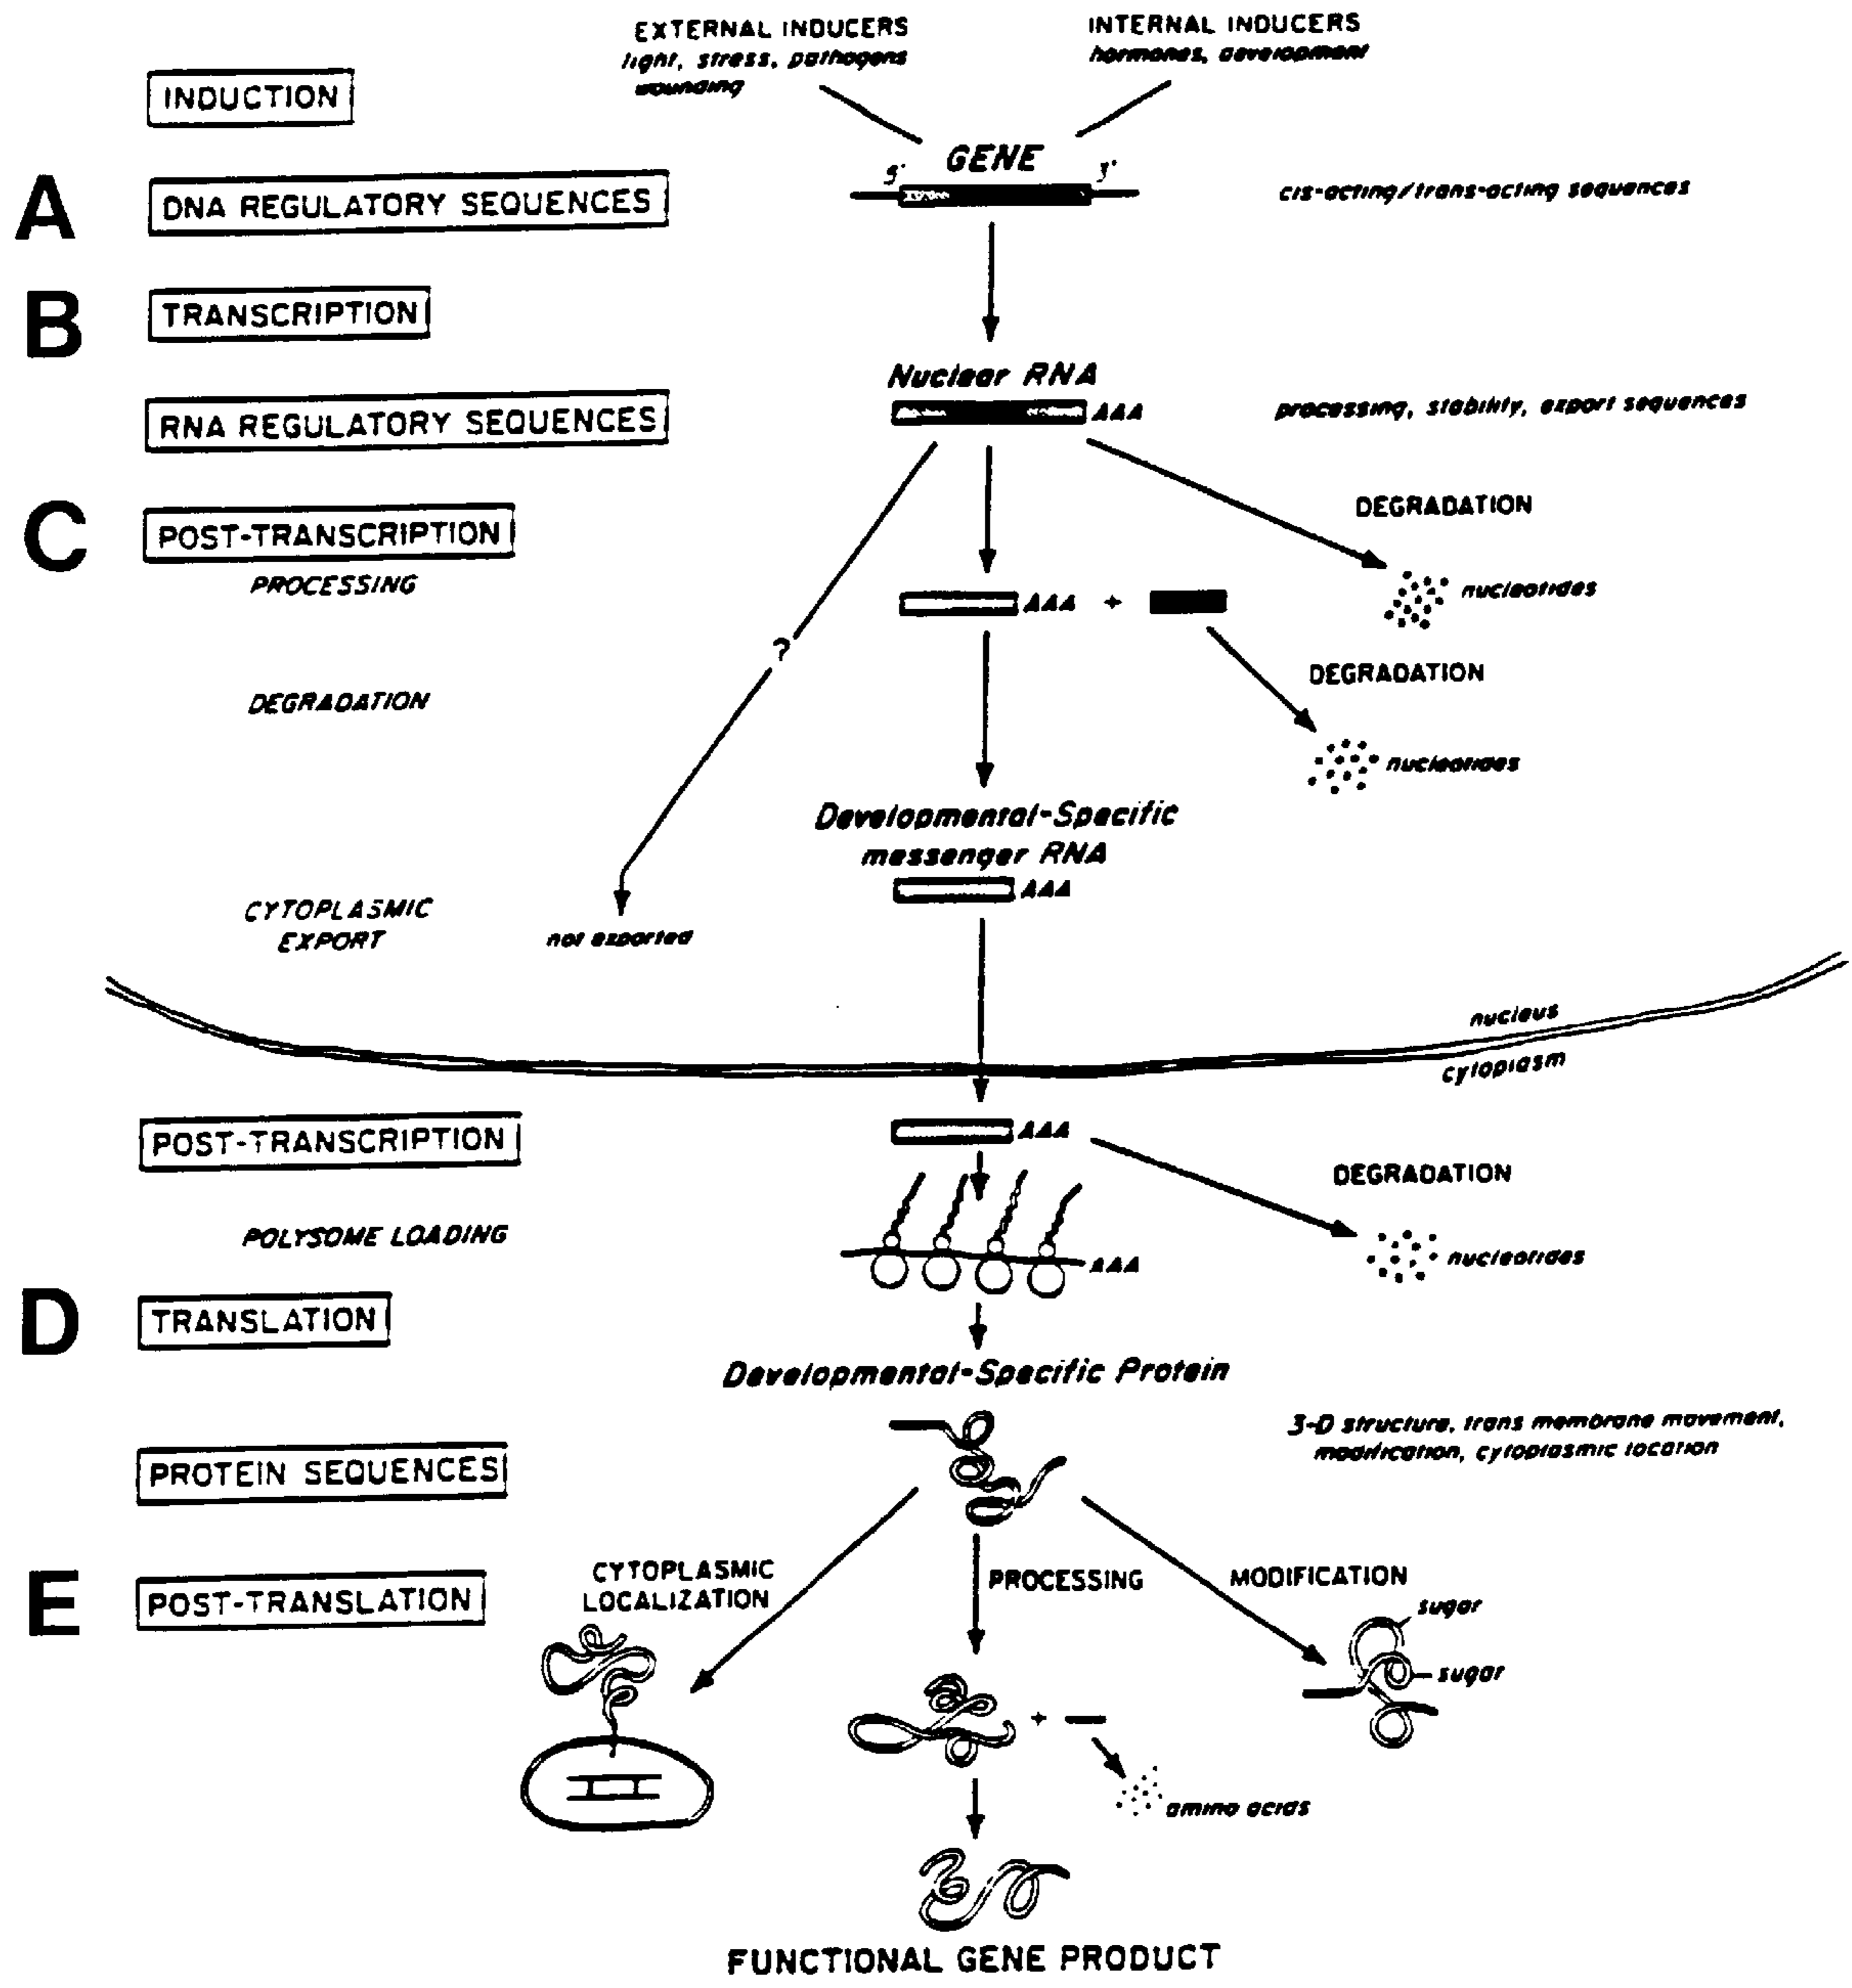 EXTERNAL INDUCERS
light, stress, pathogens
wounding
INTERNAL INDUCERS
hormones, development
INDUCTION
GENE
5' 3'
A
DNA REGULATORY SEQUENCES
cis-acting/trans-acting sequences
B
TRANSCRIPTION
Nuclear RNA
AAA
RNA REGULATORY SEQUENCES
processing, stability, export sequences
C
POST-TRANSCRIPTION
PROCESSING
DEGRADATION
nucleotides
AAA +
?
DEGRADATION
DEGRADATION
nucleotides
Developmental-Specific
messenger RNA
AAA
CYTOPLASMIC
EXPORT
not exported
nucleus
cytoplasm
POST-TRANSCRIPTION
AAA
DEGRADATION
POLYSOME LOADING
AAA
nucleotides
D
TRANSLATION
Developmental-Specific Protein
3-D structure, trans membrane movement,
modification, cytoplasmic location
PROTEIN SEQUENCES
E
POST-TRANSLATION
CYTOPLASMIC
LOCALIZATION
PROCESSING
MODIFICATION
sugar
sugar
+
amino acids
FUNCTIONAL GENE PRODUCT